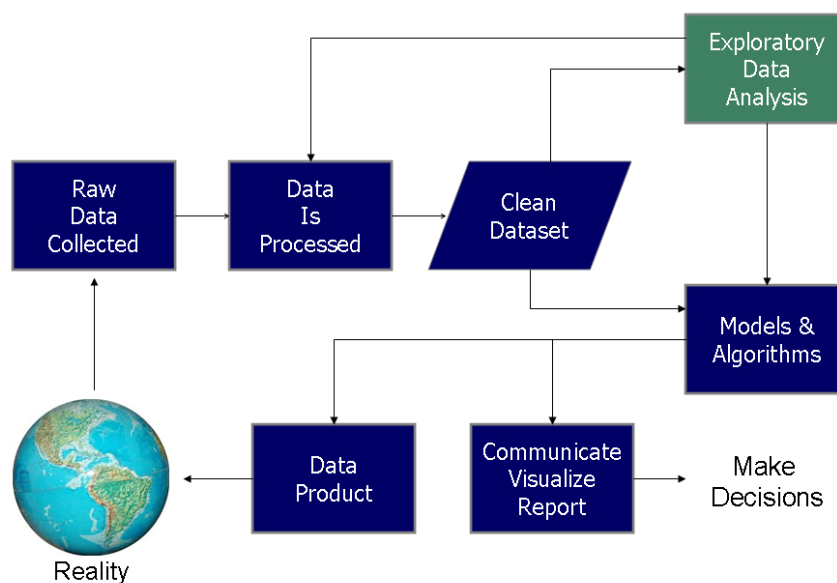 Exploratory
Data
Analysis
Raw
Data
Collected
Data
Is
Processed
Clean
Dataset
Models &
Algorithms
Data
Product
Communicate
Visualize
Report
Make
Decisions
Reality